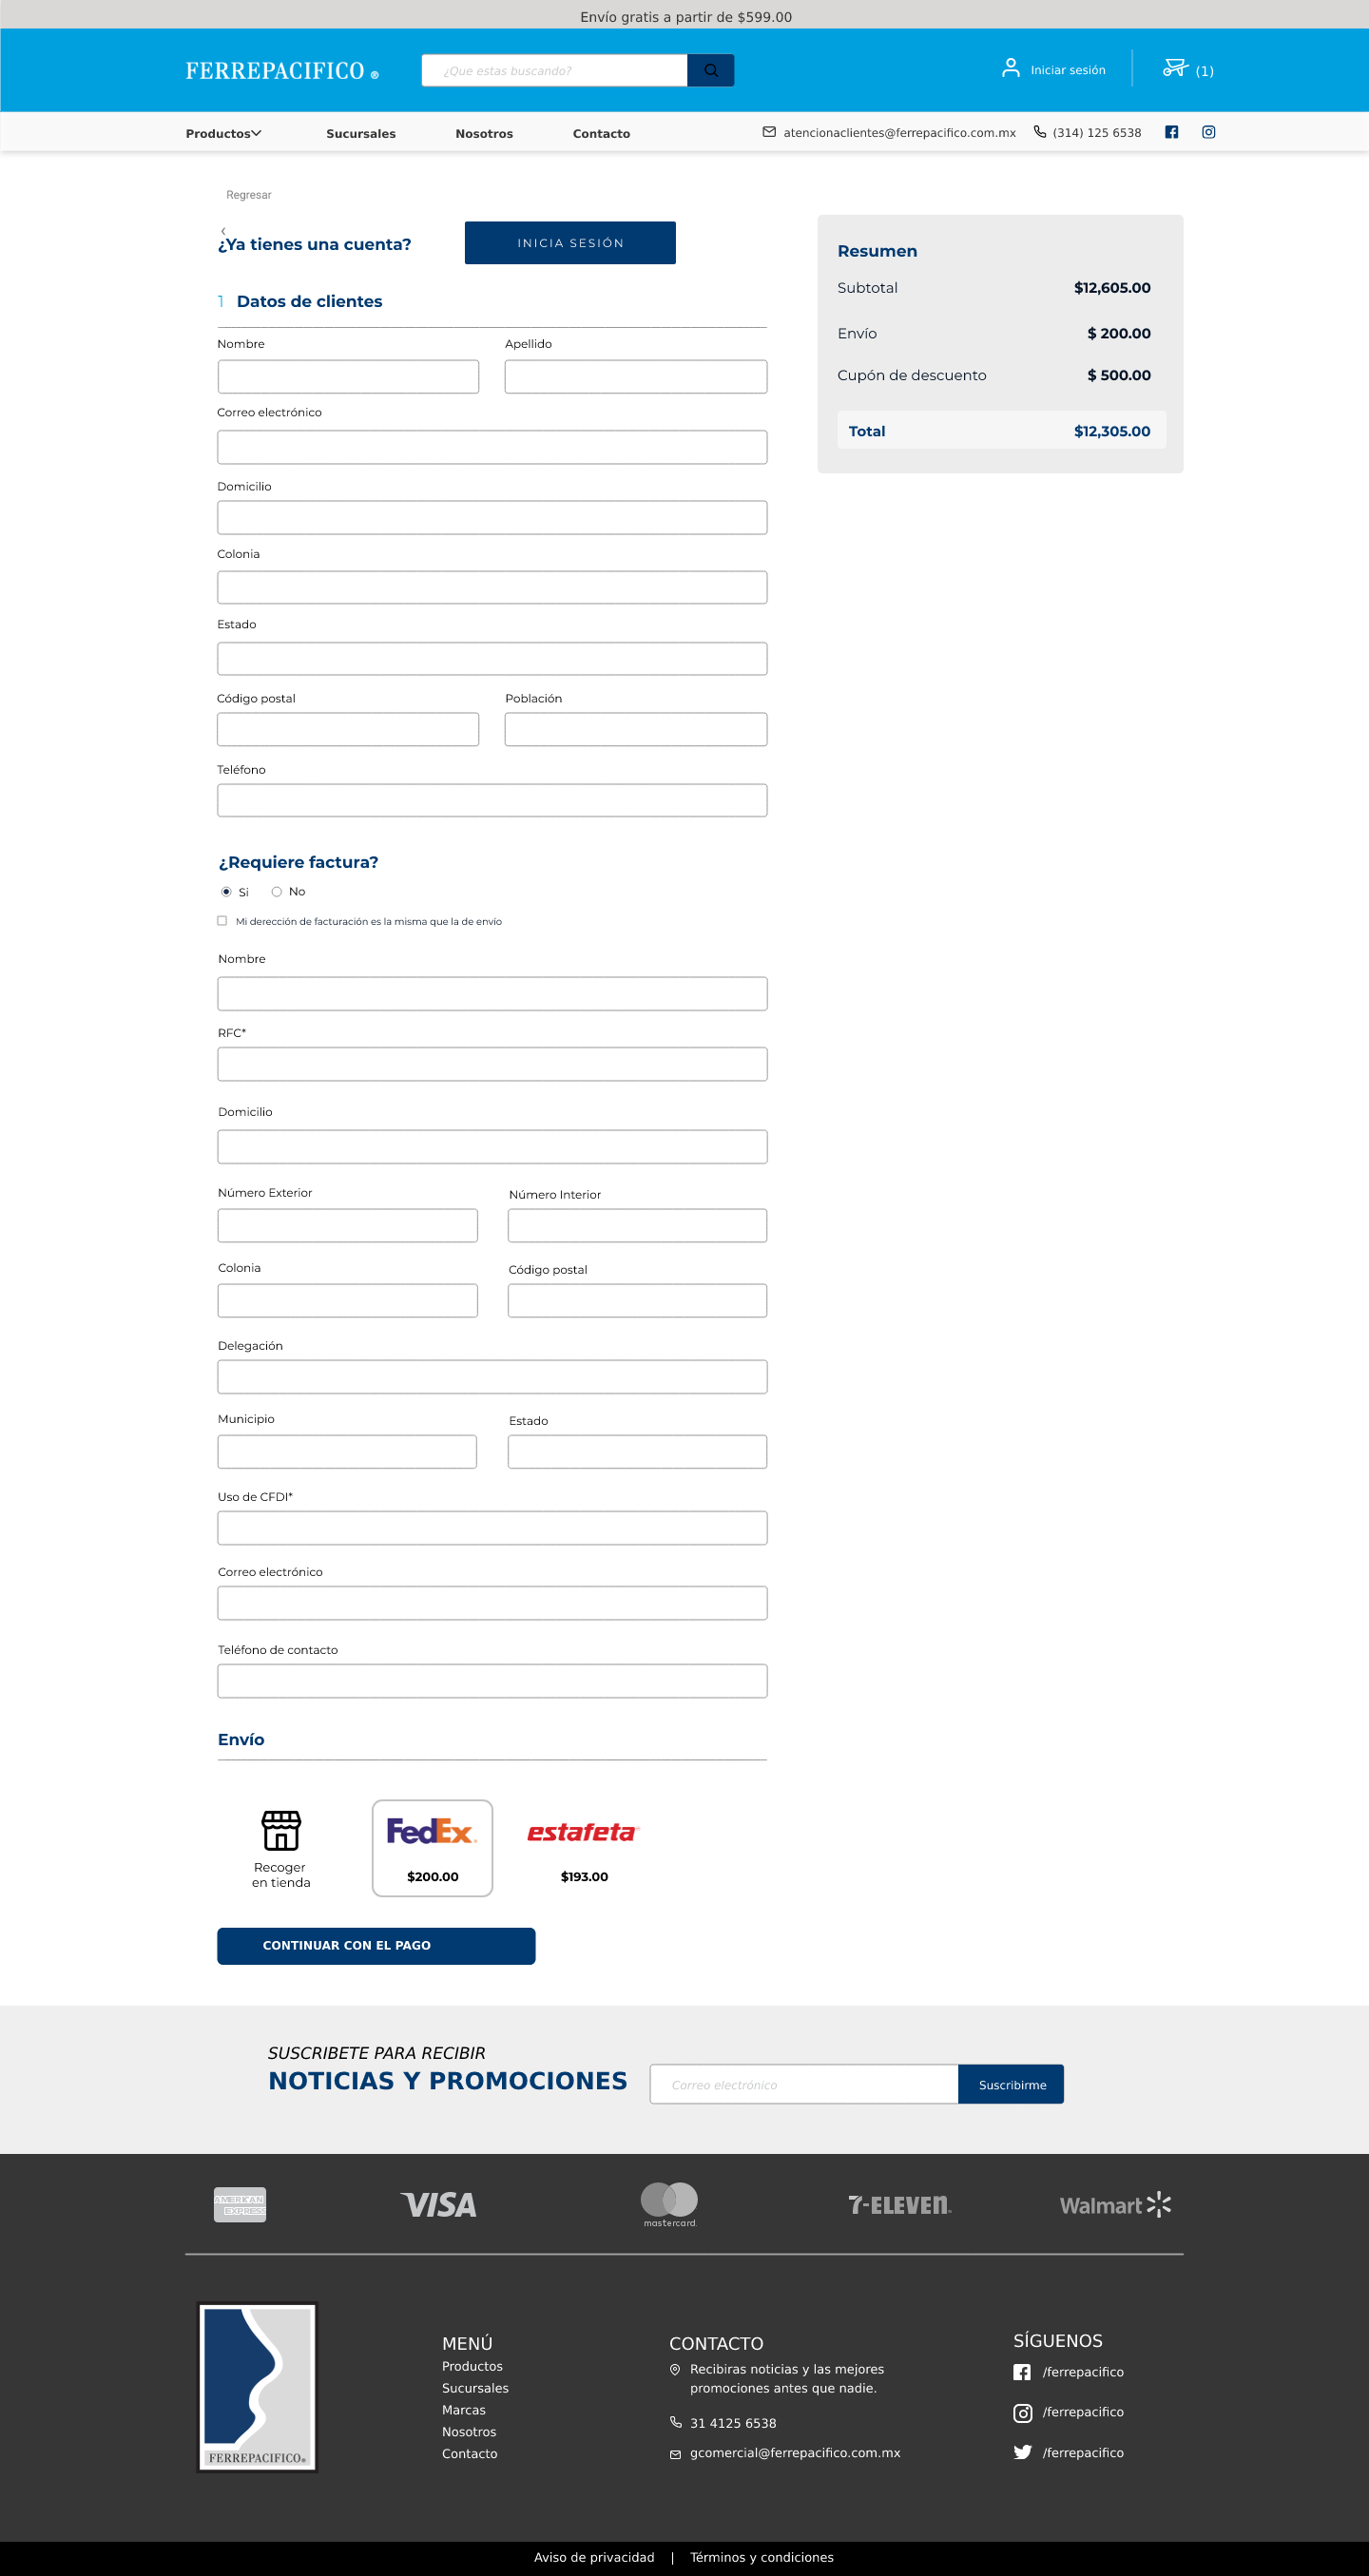 Envío gratis a partir de $599.00
FERREPACIFICO ®
¿Que estas buscando?
Iniciar sesión
(1)
Productos
Sucursales
Nosotros
Contacto
atencionaclientes@ferrepacifico.com.mx
(314) 125 6538
Regresar
¿Ya tienes una cuenta?
INICIA SESIÓN
1 Datos de clientes
Nombre
Apellido
Correo electrónico
Domicilio
Colonia
Estado
Código postal
Población
Teléfono
Resumen
Subtotal $12,605.00
Envío $ 200.00
Cupón de descuento $ 500.00
Total $12,305.00
¿Requiere factura?
Si
No
Mi derección de facturación es la misma que la de envío
Nombre
RFC*
Domicilio
Número Exterior
Número Interior
Colonia
Código postal
Delegación
Municipio
Estado
Uso de CFDI*
Correo electrónico
Teléfono de contacto
Envío
Recoger
en tienda
FedEx
$200.00
estafeta
$193.00
CONTINUAR CON EL PAGO
SUSCRIBETE PARA RECIBIR
NOTICIAS Y PROMOCIONES
Correo electrónico
Suscribirme
AMERICAN
EXPRESS
VISA
mastercard.
7-ELEVEn
Walmart
FERREPACIFICO®
MENÚ
Productos
Sucursales
Marcas
Nosotros
Contacto
CONTACTO
Recibiras noticias y las mejores
promociones antes que nadie.
31 4125 6538
gcomercial@ferrepacifico.com.mx
SÍGUENOS
/ferrepacifico
/ferrepacifico
/ferrepacifico
Aviso de privacidad | Términos y condiciones